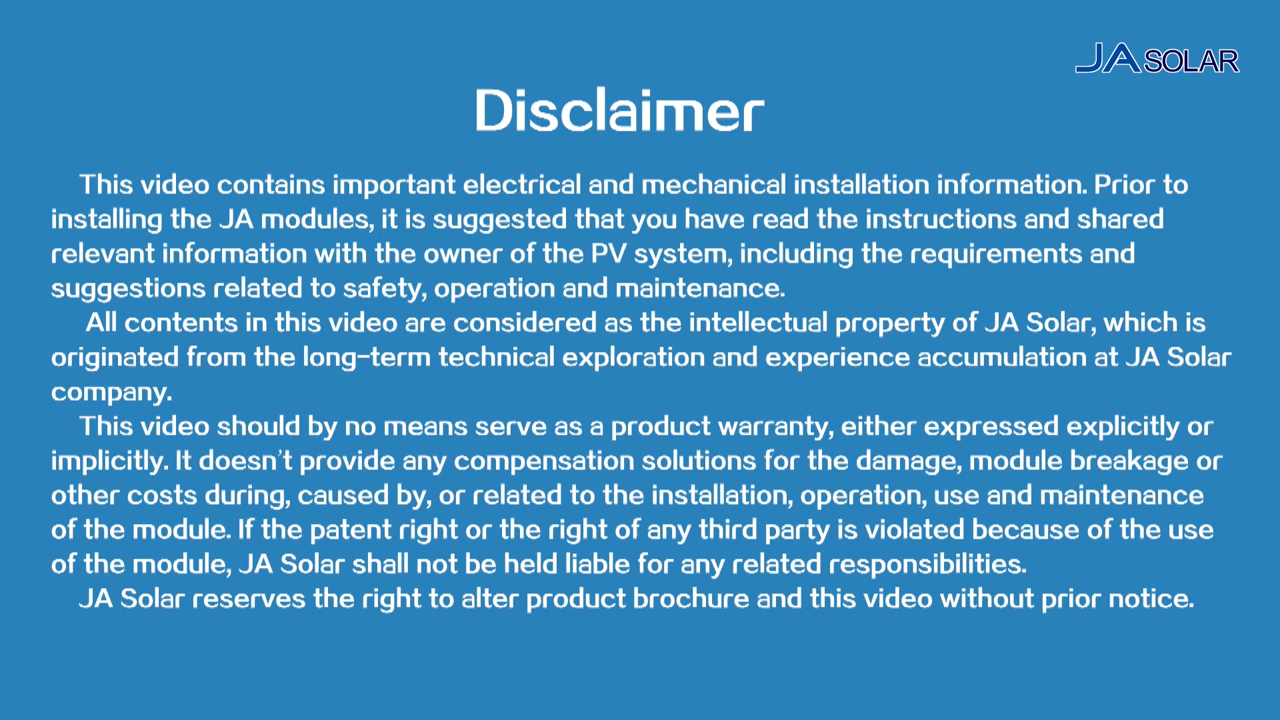 JA SOLAR
Disclaimer
This video contains important electrical and mechanical installation information. Prior to
installing the JA modules, it is suggested that you have read the instructions and shared
relevant information with the owner of the PV system, including the requirements and
suggestions related to safety, operation and maintenance.
All contents in this video are considered as the intellectual property of JA Solar, which is
originated from the long-term technical exploration and experience accumulation at JA Solar
company.
This video should by no means serve as a product warranty, either expressed explicitly or
implicitly. It doesn't provide any compensation solutions for the damage, module breakage or
other costs during, caused by, or related to the installation, operation, use and maintenance
of the module. If the patent right or the right of any third party is violated because of the use
of the module, JA Solar shall not be held liable for any related responsibilities.
JA Solar reserves the right to alter product brochure and this video without prior notice.